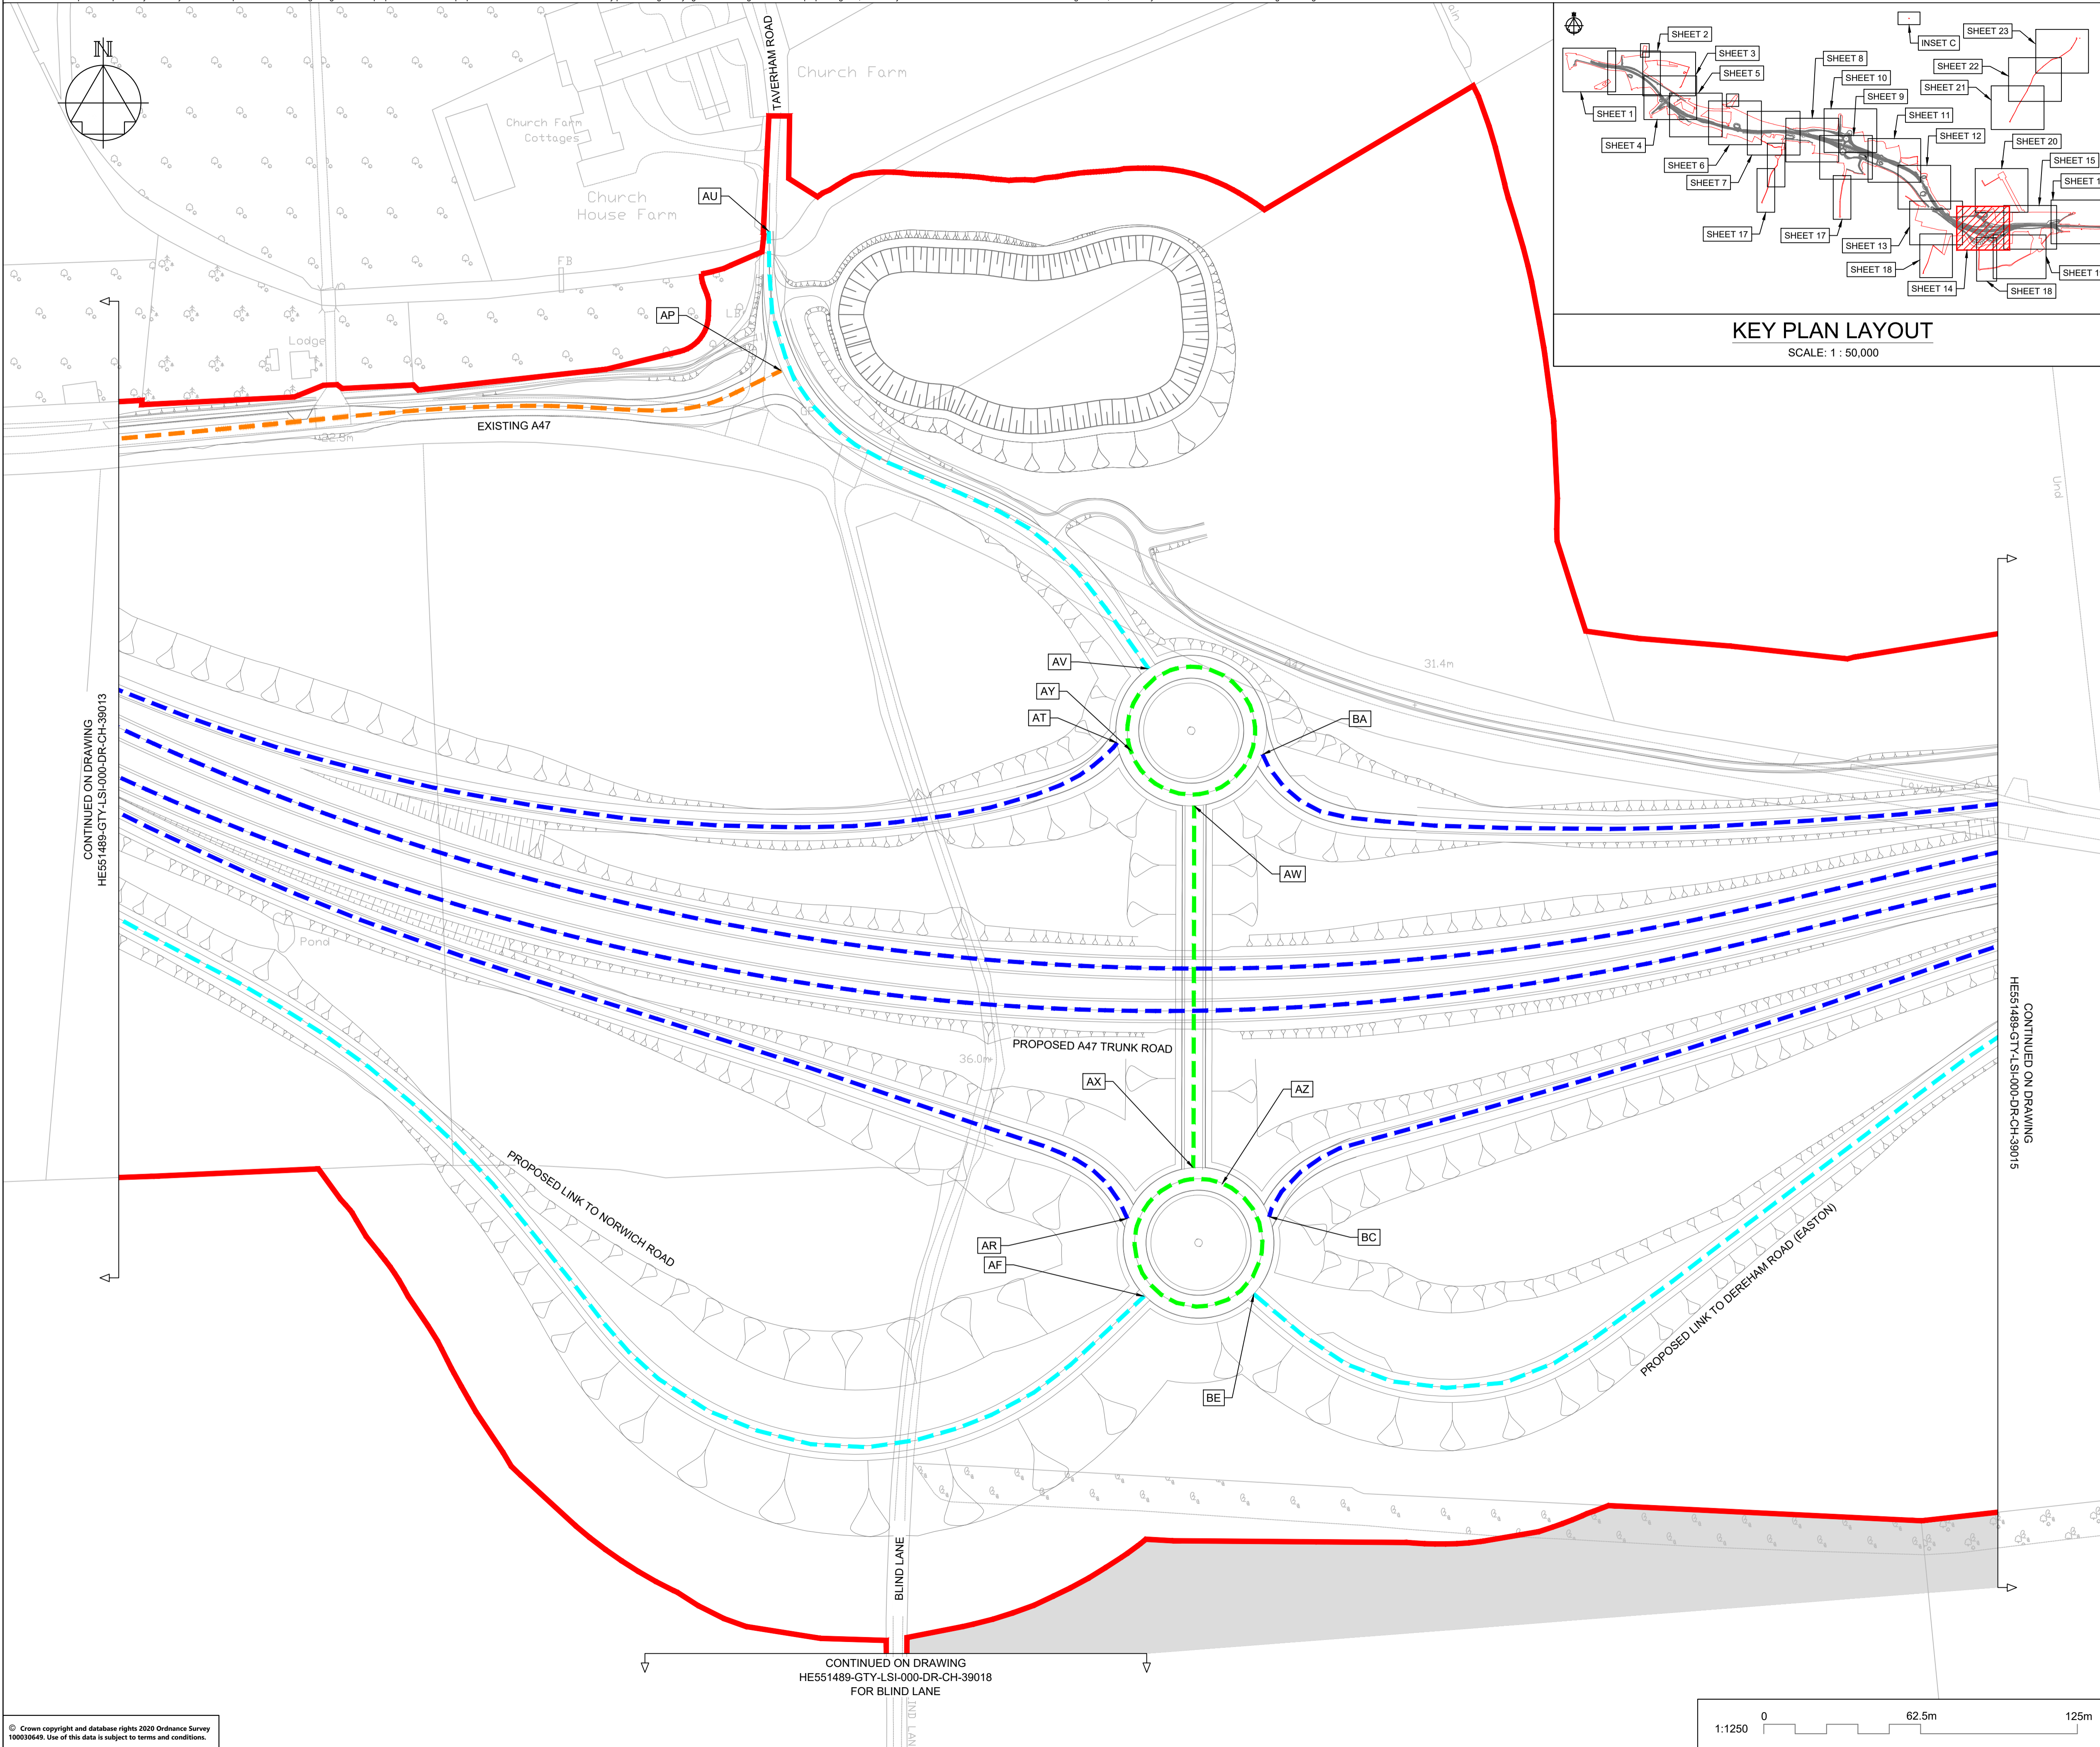 TAVERHAM ROAD
Church Farm
Church Farm
Cottages
Church
House Farm
AU
FB
AP
LB
Lodge
GP
EXISTING A47
22.5m
N
SHEET 1
SHEET 2
SHEET 3
SHEET 5
SHEET 4
SHEET 6
SHEET 7
SHEET 8
SHEET 10
SHEET 9
SHEET 11
SHEET 12
INSET C
SHEET 23
SHEET 22
SHEET 21
SHEET 20
SHEET 15
SHEET 17
SHEET 17
SHEET 13
SHEET 18
SHEET 14
SHEET 18
KEY PLAN LAYOUT
SCALE: 1 : 50,000
Und
AV
AY
AT
BA
A47
31.4m
AW
CONTINUED ON DRAWING
HE551489-GTY-LSI-000-DR-CH-39013
Pond
36.0m
PROPOSED A47 TRUNK ROAD
AX
AZ
CONTINUED ON DRAWING
HE551489-GTY-LSI-000-DR-CH-39015
PROPOSED LINK TO NORWICH ROAD
AR
AF
BC
BE
PROPOSED LINK TO DEREHAM ROAD (EASTON)
BLIND LANE
CONTINUED ON DRAWING
HE551489-GTY-LSI-000-DR-CH-39018
FOR BLIND LANE
© Crown copyright and database rights 2020 Ordnance Survey
100030649. Use of this data is subject to terms and conditions.
1:1250
0 62.5m 125m